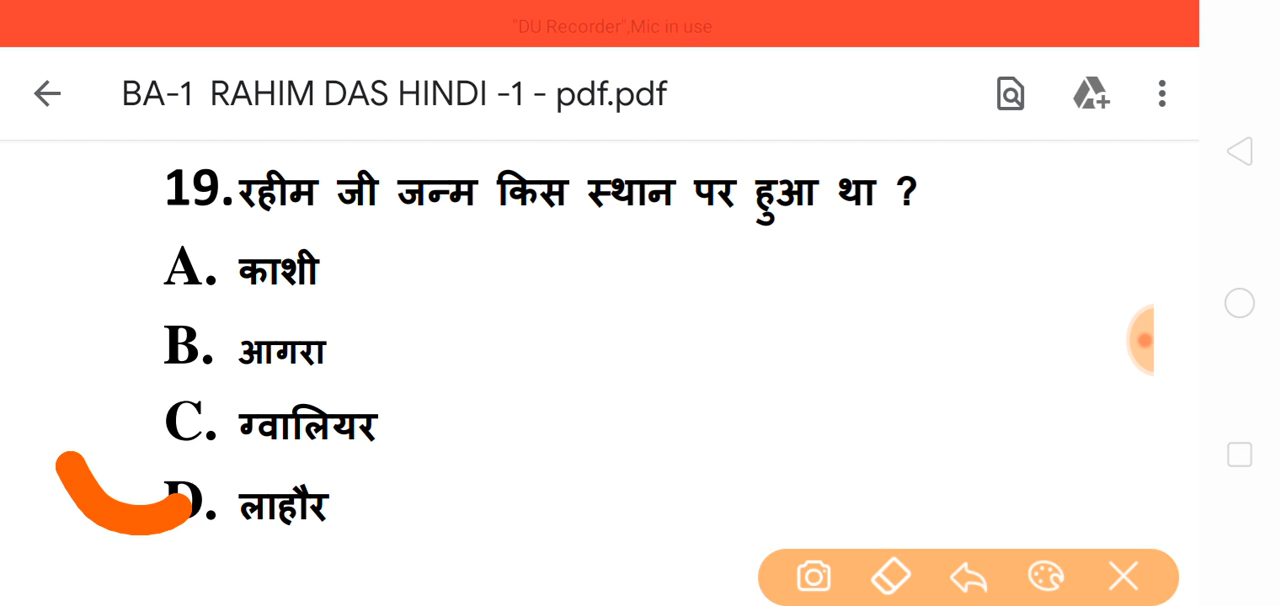 "DU Recorder",Mic in use
BA-1 RAHIM DAS HINDI -1 - pdf.pdf
19.रहीम जी जन्म किस स्थान पर हुआ था ?
A. काशी
B. आगरा
C. ग्वालियर
D. लाहौर